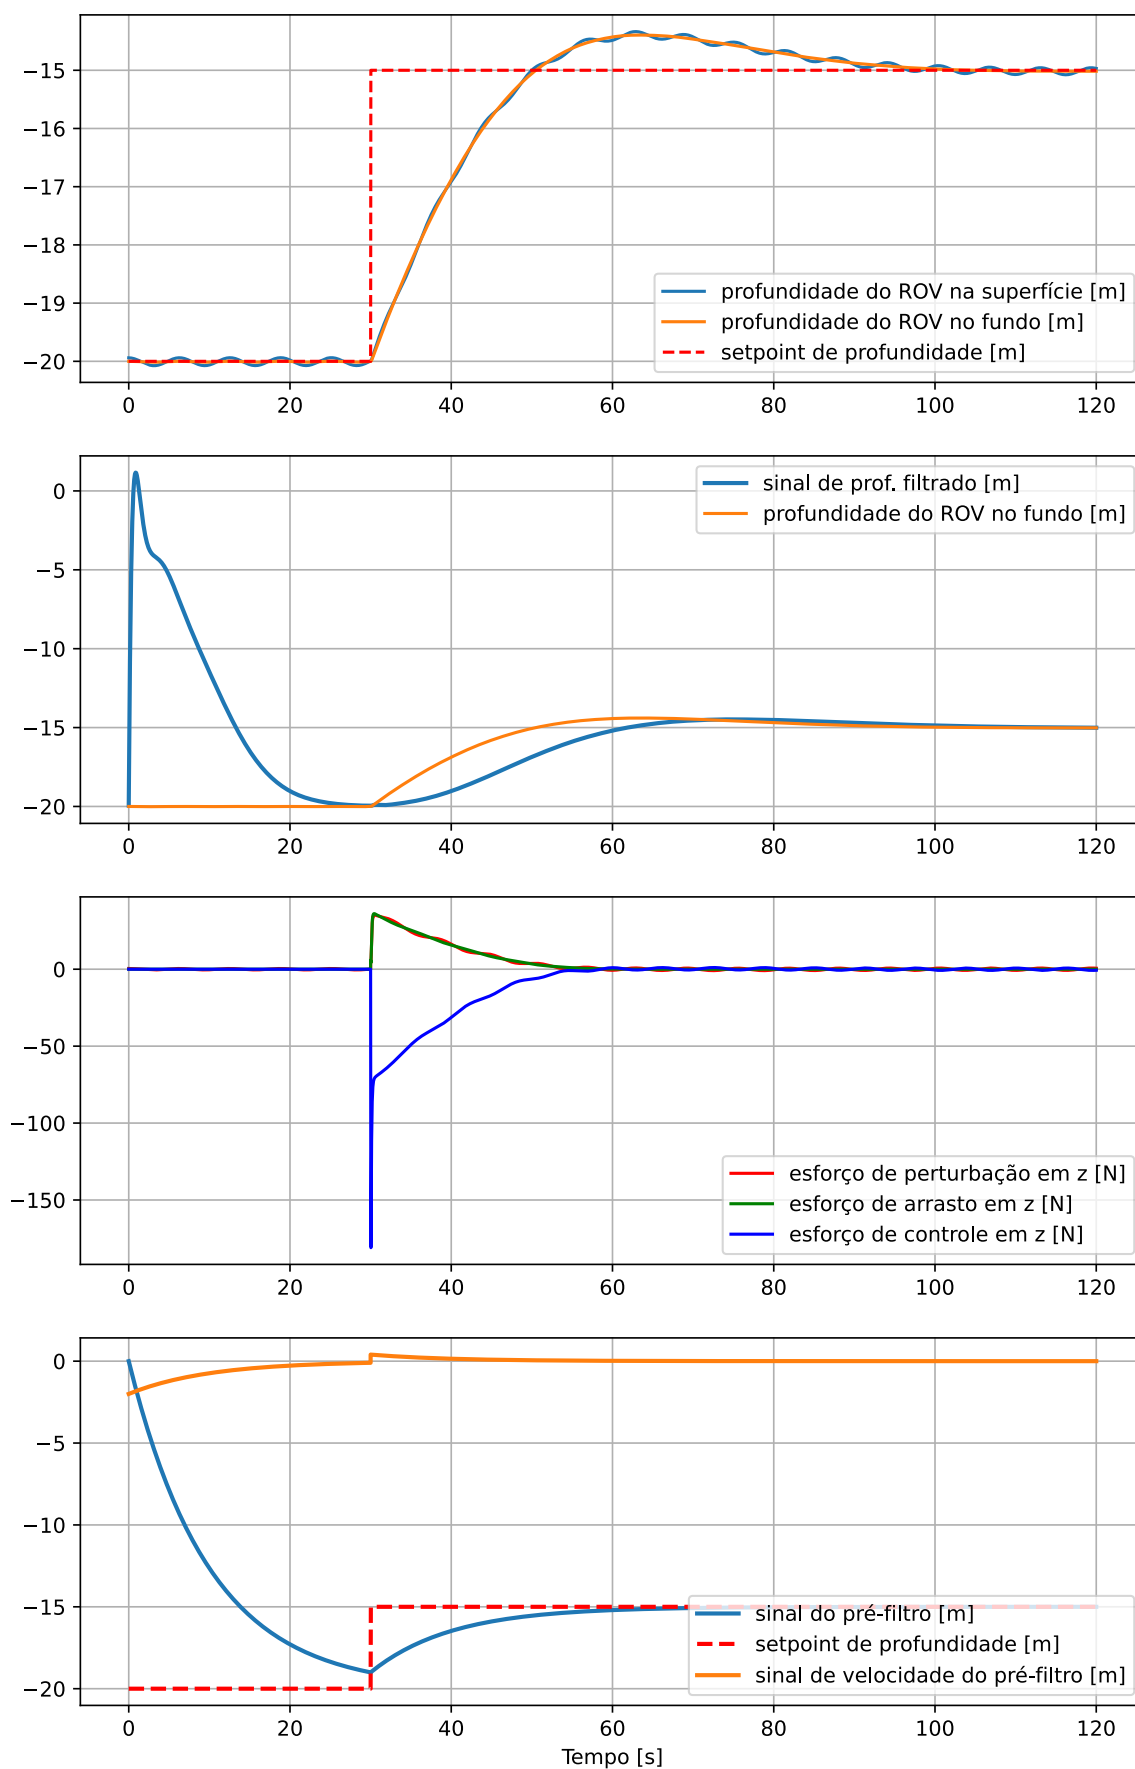 −15
−16
−17
−18
−19
−20
profundidade do ROV na superfície [m]
profundidade do ROV no fundo [m]
setpoint de profundidade [m]
0 20 40 60 80 100 120
0
−5
−10
−15
−20
sinal de prof. filtrado [m]
profundidade do ROV no fundo [m]
0 20 40 60 80 100 120
0
−50
−100
−150
esforço de perturbação em z [N]
esforço de arrasto em z [N]
esforço de controle em z [N]
0 20 40 60 80 100 120
0
−5
−10
−15
−20
sinal do pré-filtro [m]
setpoint de profundidade [m]
sinal de velocidade do pré-filtro [m]
0 20 40 60 80 100 120
Tempo [s]